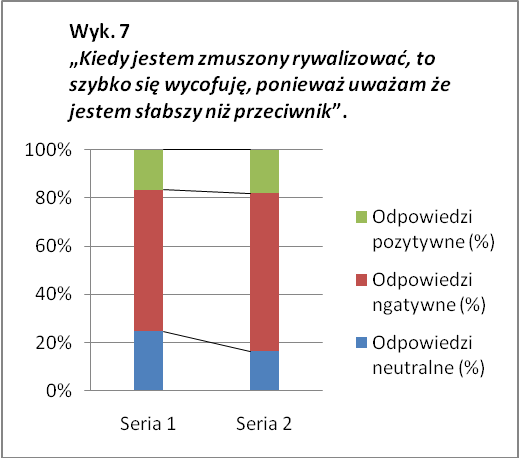 Wyk. 7
„Kiedy jestem zmuszony rywalizować, to
szybko się wycofuję, ponieważ uważam że
jestem słabszy niż przeciwnik”.
100%
80%
60%
40%
20%
0%
Seria 1
Seria 2
Odpowiedzi
pozytywne (%)
Odpowiedzi
ngatywne (%)
Odpowiedzi
neutralne (%)